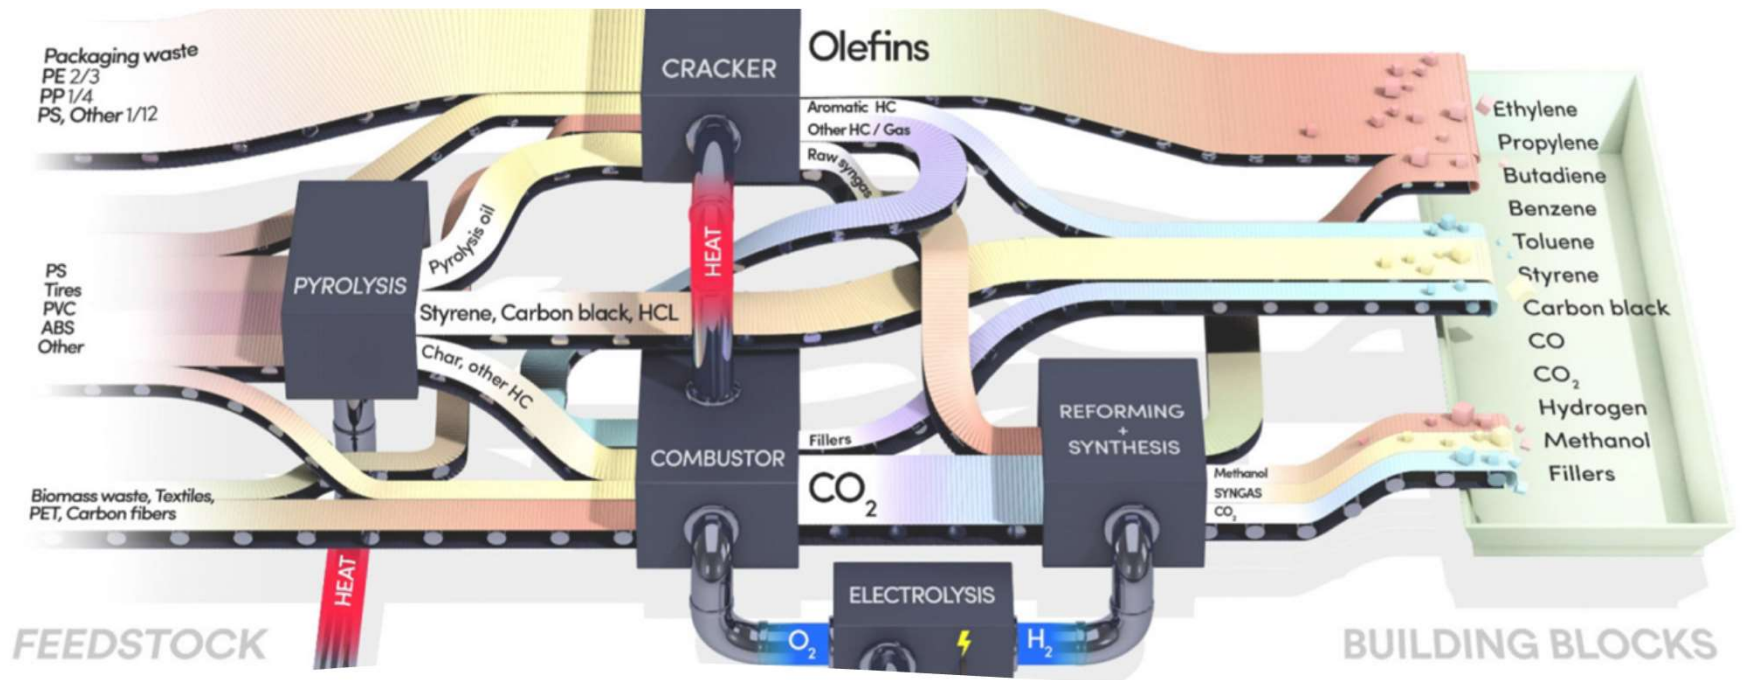 Packaging waste
PE 2/3
PP 1/4
PS, Other 1/12
CRACKER
Olefins
Aromatic HC
Other HC / Gas
Raw syngas
HEAT
PYROLYSIS
Pyrolysis oil
PS
Tires
PVC
ABS
Other
Styrene, Carbon black, HCL
Char, other HC
Biomass waste, Textiles,
PET, Carbon fibers
HEAT
COMBUSTOR
Fillers
CO₂
REFORMING
+
SYNTHESIS
Methanol
SYNGAS
CO₂
ELECTROLYSIS
O₂
H₂
Ethylene
Propylene
Butadiene
Benzene
Toluene
Styrene
Carbon black
CO
CO₂
Hydrogen
Methanol
Fillers
FEEDSTOCK
BUILDING BLOCKS